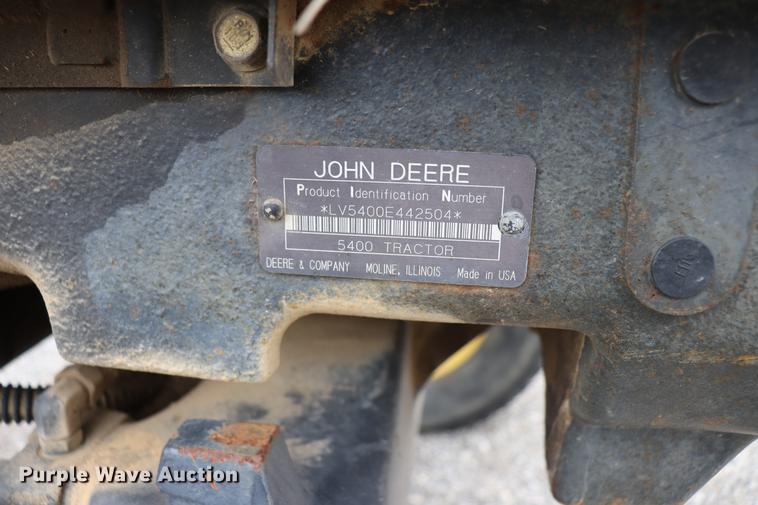 JOHN DEERE
Product Identification Number
*LV5400E442504*
5400 TRACTOR
DEERE & COMPANY MOLINE, ILLINOIS Made in USA
Purple Wave Auction